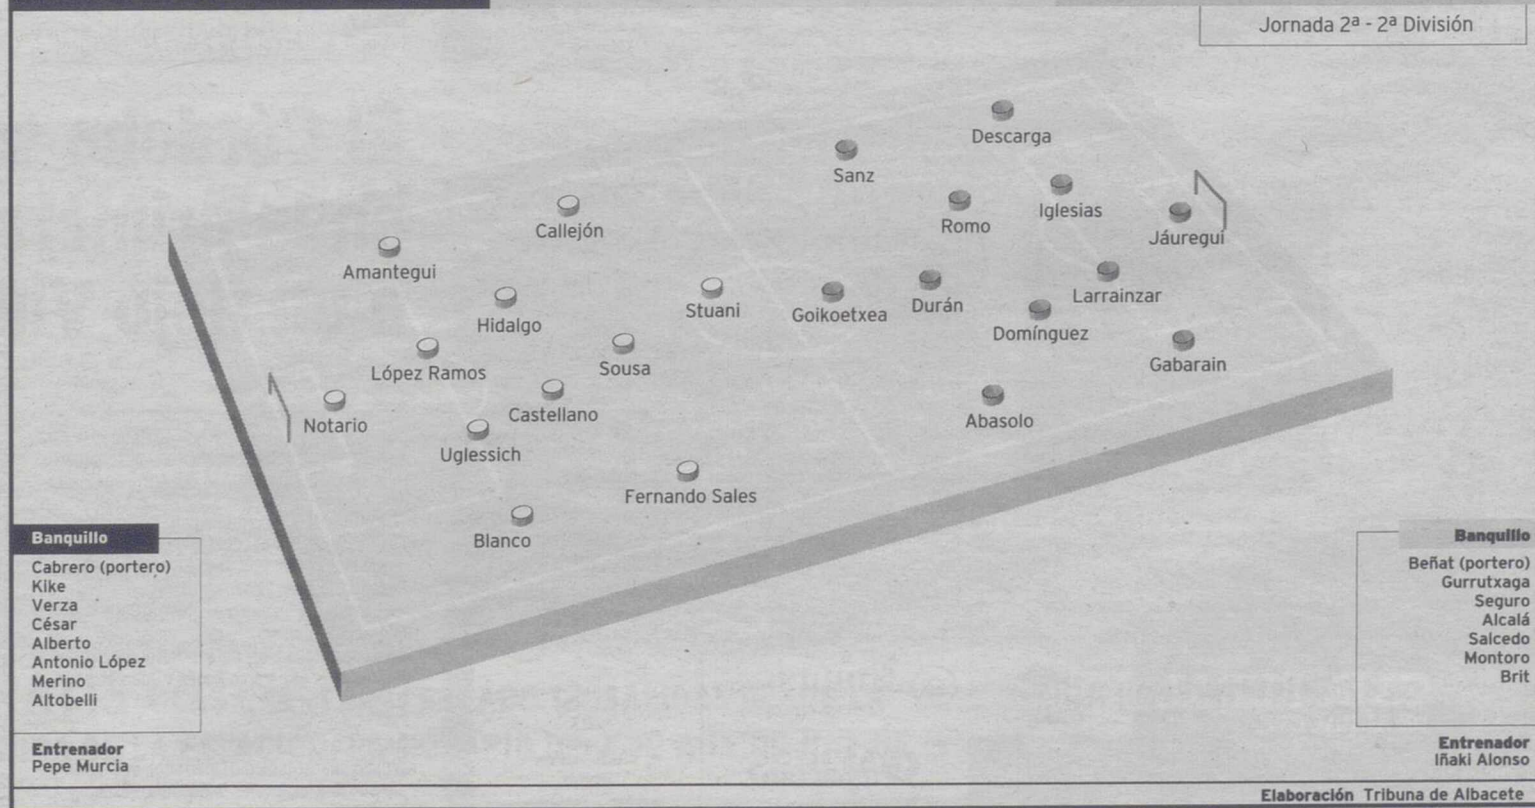 Jornada 2ª - 2ª División
Descarga
Sanz
Iglesias
Romo
Jáuregui
Callejón
Amantegui
Larrainzar
Durán
Stuani
Goikoetxea
Hidalgo
Domínguez
Gabarain
Sousa
López Ramos
Castellano
Abasolo
Notario
Uglessich
Fernando Sales
Blanco
Banquillo
Cabrero (portero)
Kike
Verza
César
Alberto
Antonio López
Merino
Altobelli
Entrenador
Pepe Murcia
Banquillo
Beñat (portero)
Gurrutxaga
Seguro
Alcalá
Salcedo
Montoro
Brit
Entrenador
Iñaki Alonso
Elaboración Tribuna de Albacete